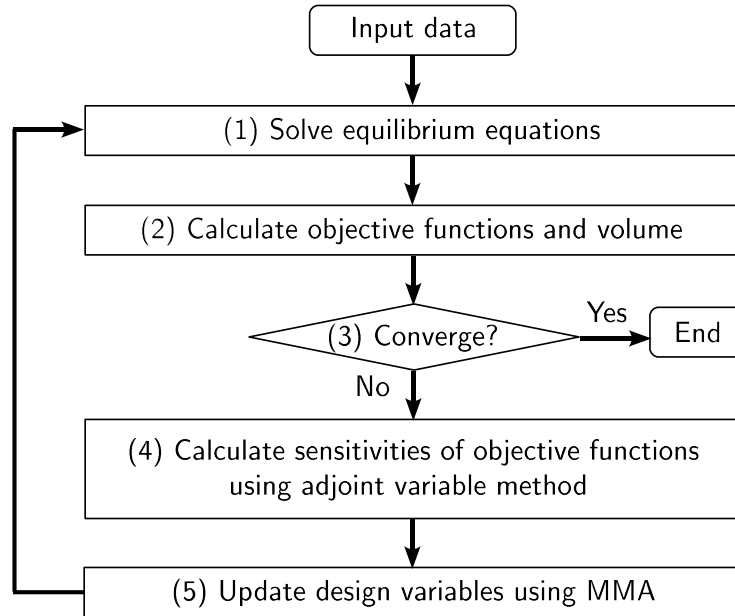 Input data
(1) Solve equilibrium equations
(2) Calculate objective functions and volume
(3) Converge?
Yes
End
No
(4) Calculate sensitivities of objective functions
using adjoint variable method
(5) Update design variables using MMA